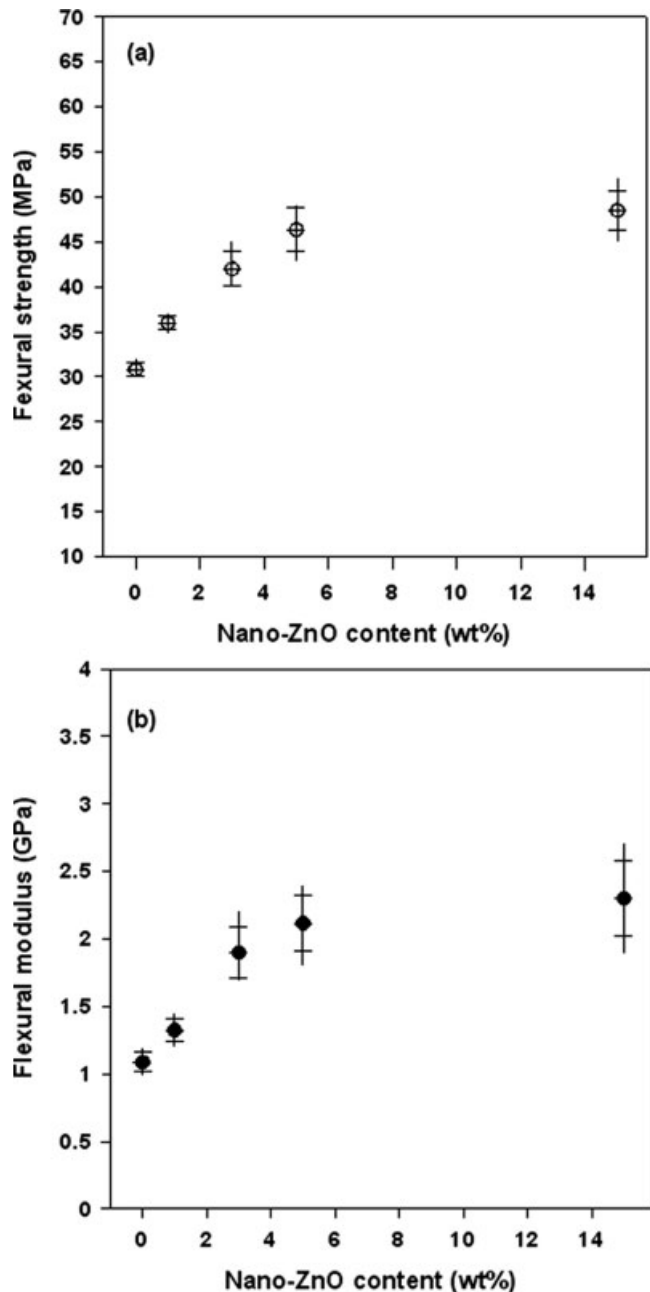 70
65
60
55
50
45
40
35
30
25
20
15
10
(a)
Fexural strength (MPa)
0 2 4 6 8 10 12 14
Nano-ZnO content (wt%)
4
3.5
3
2.5
2
1.5
1
0.5
0
(b)
Flexural modulus (GPa)
0 2 4 6 8 10 12 14
Nano-ZnO content (wt%)